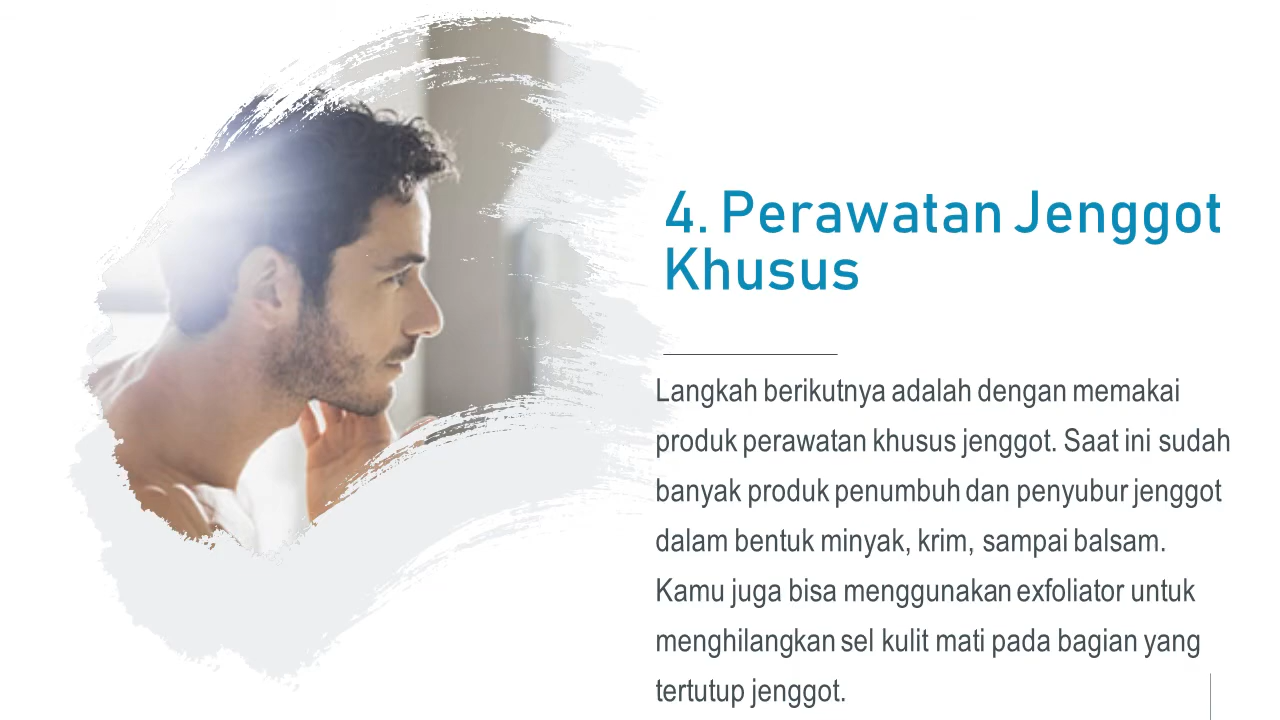 4. Perawatan Jenggot
Khusus
Langkah berikutnya adalah dengan memakai
produk perawatan khusus jenggot. Saat ini sudah
banyak produk penumbuh dan penyubur jenggot
dalam bentuk minyak, krim, sampai balsam.
Kamu juga bisa menggunakan exfoliator untuk
menghilangkan sel kulit mati pada bagian yang
tertutup jenggot.